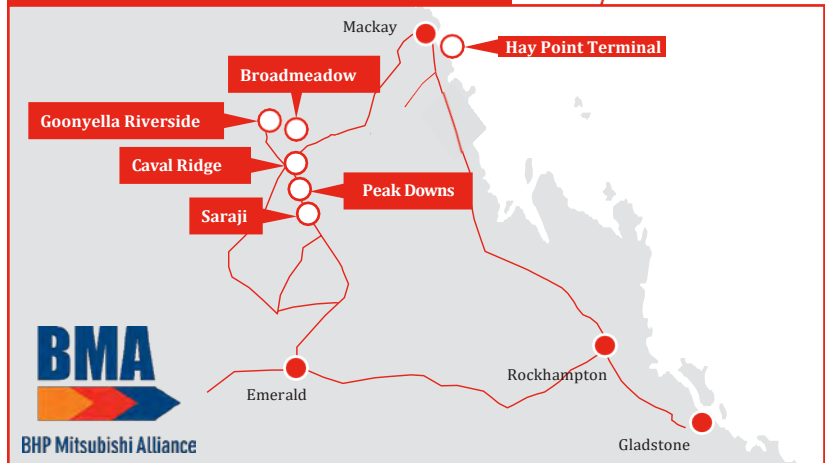 Mackay
Hay Point Terminal
Broadmeadow
Goonyella Riverside
Caval Ridge
Peak Downs
Saraji
BMA
BHP Mitsubishi Alliance
Emerald
Rockhampton
Gladstone